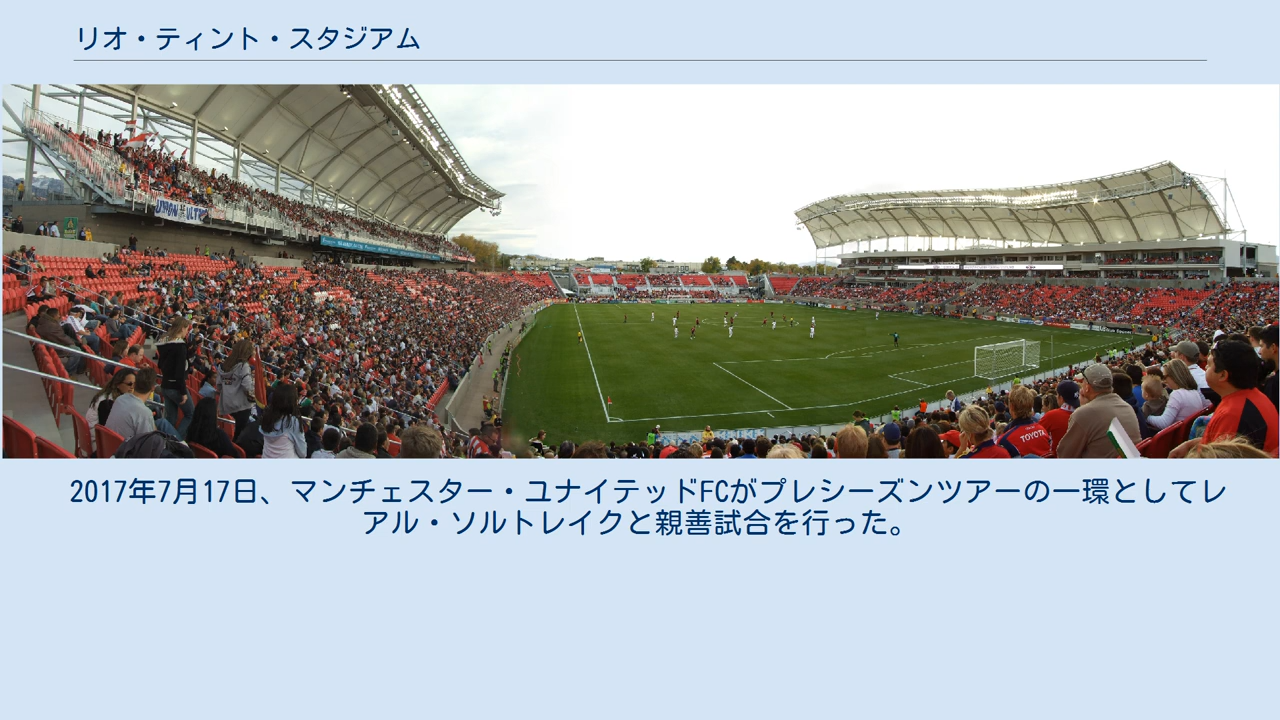 リオ・ティント・スタジアム
UNION ULTR
TOYOTA
2017年7月17日、マンチェスター・ユナイテッドFCがプレシーズンツアーの一環としてレ
アル・ソルトレイクと親善試合を行った。